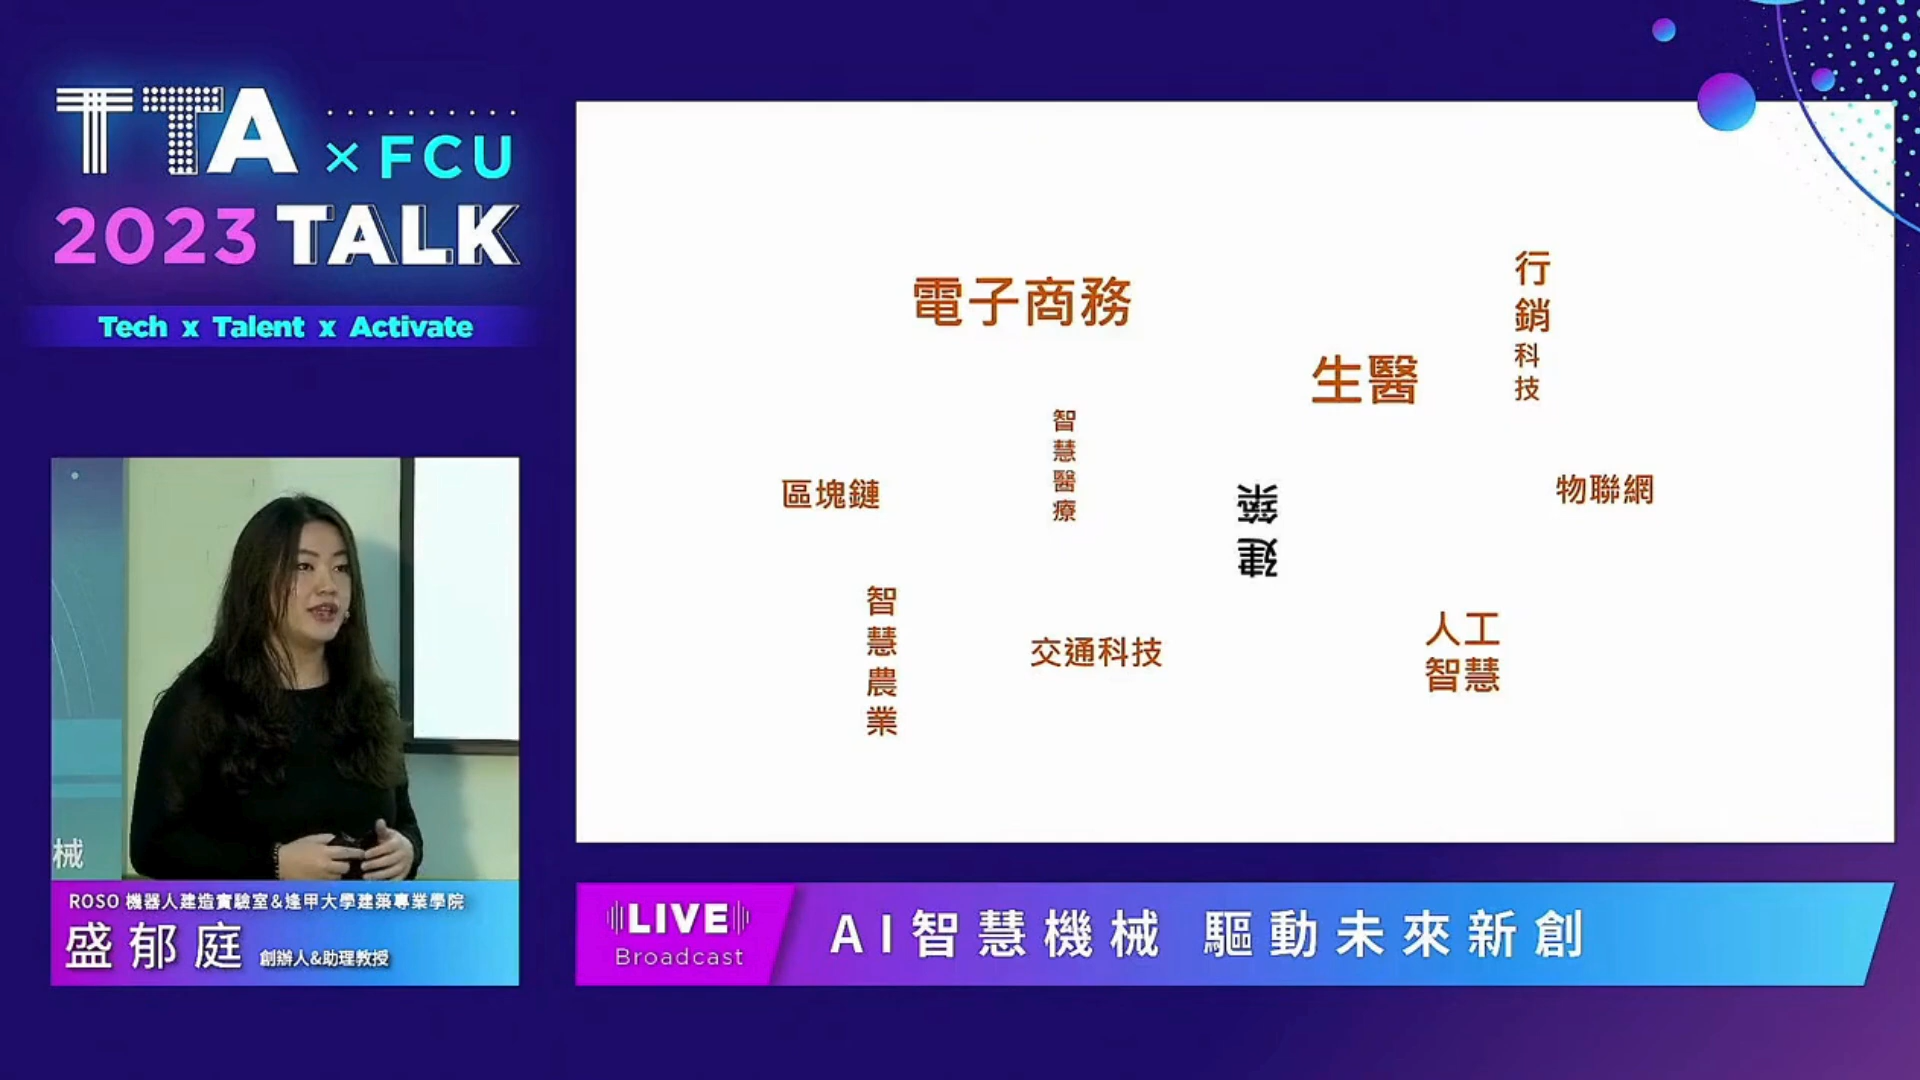 TTA × FCU
2023 TALK
Tech x Talent x Activate
電子商務
行銷科技
生醫
智慧醫療
區塊鏈
建築
物聯網
智慧農業
交通科技
人工
智慧
械
ROSO 機器人建造實驗室&逢甲大學建築專業學院
盛郁庭 創辦人&助理教授
LIVE
Broadcast
AI智慧機械 驅動未來新創